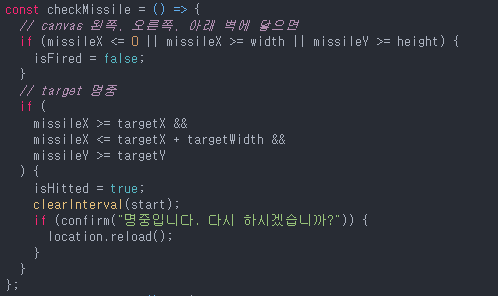 const checkMissile = () => {
  // canvas 왼쪽, 오른쪽, 아래 벽에 닿으면
  if (missileX <= 0 || missileX >= width || missileY >= height) {
    isFired = false;
  }
  // target 명중
  if (
    missileX >= targetX &&
    missileX <= targetX + targetWidth &&
    missileY >= targetY
  ) {
    isHitted = true;
    clearInterval(start);
    if (confirm("명중입니다. 다시 하시겠습니까?")) {
      location.reload();
    }
  }
};